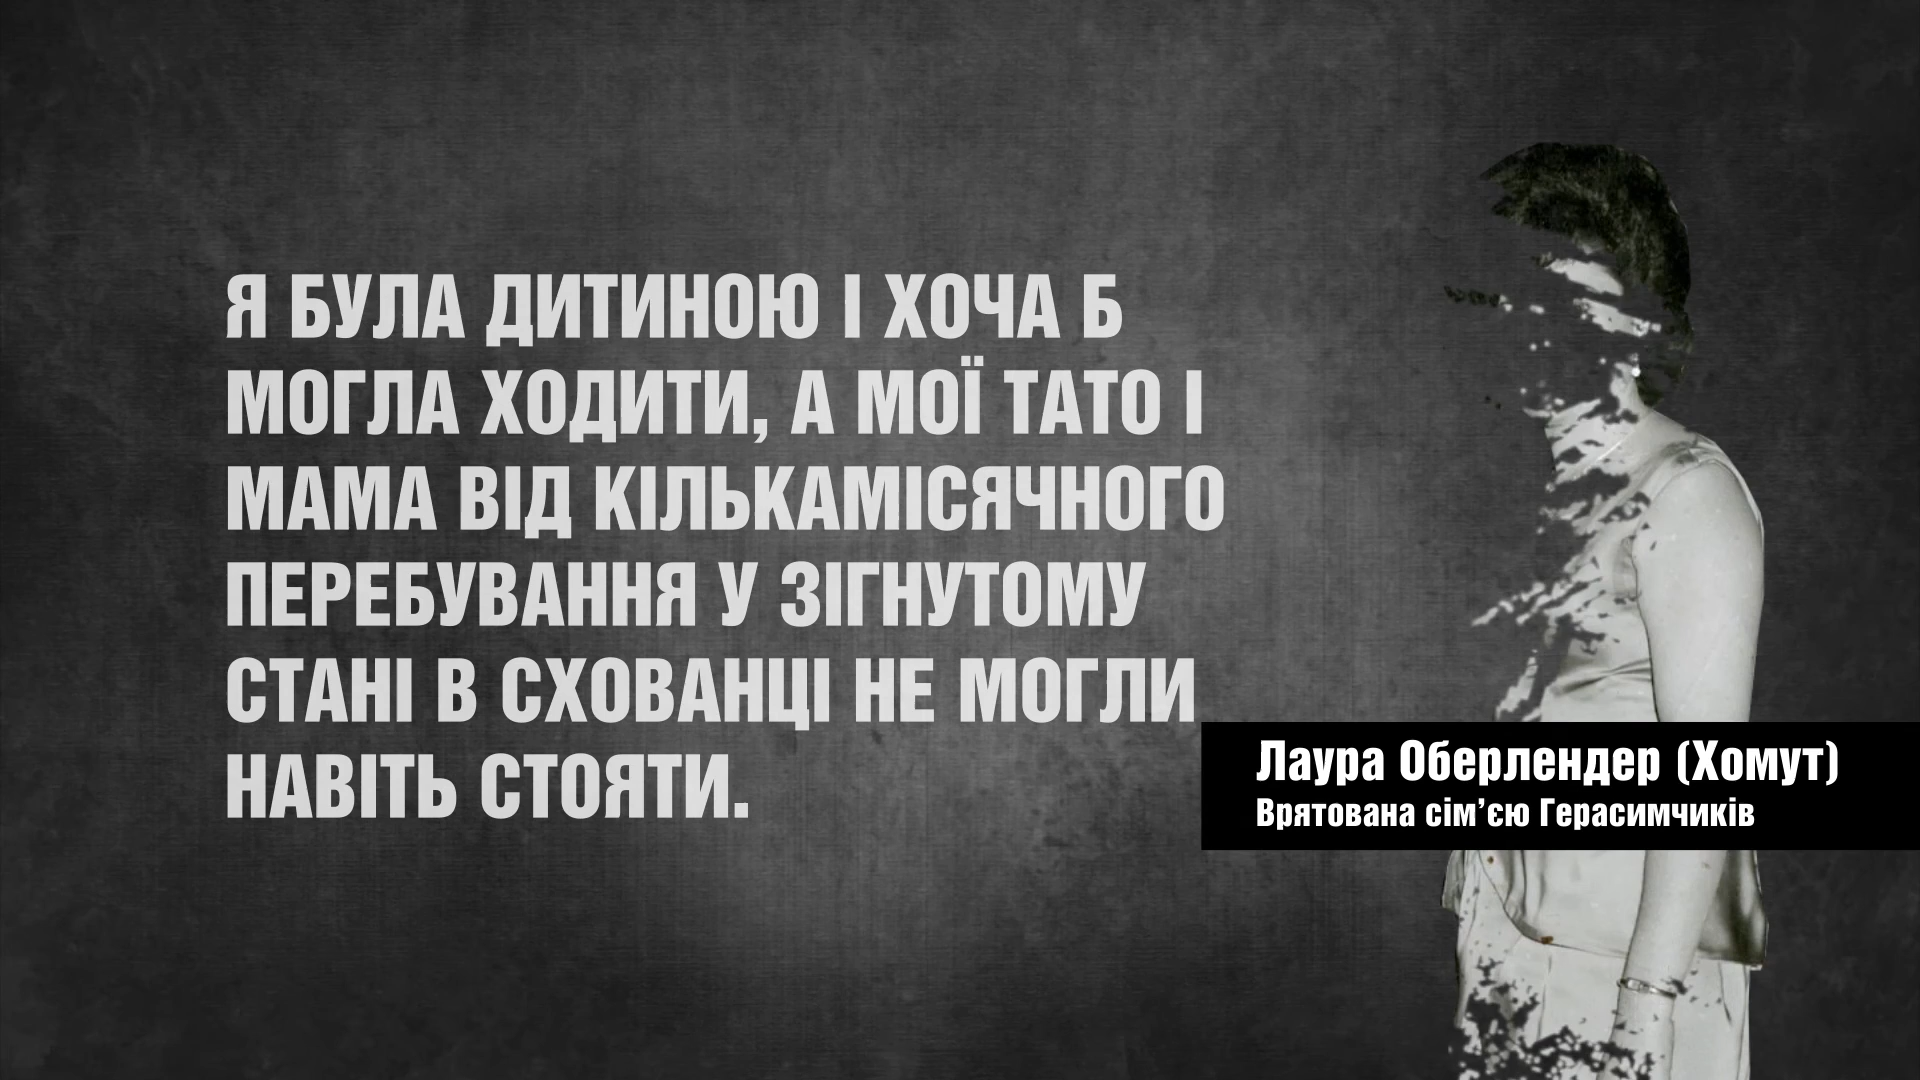 Я БУЛА ДИТИНОЮ І ХОЧА Б
МОГЛА ХОДИТИ, А МОЇ ТАТО І
МАМА ВІД КІЛЬКАМІСЯЧНОГО
ПЕРЕБУВАННЯ У ЗІГНУТОМУ
СТАНІ В СХОВАНЦІ НЕ МОГЛИ
НАВІТЬ СТОЯТИ.
Лаура Оберлендер (Хомут)
Врятована сім’єю Герасимчиків